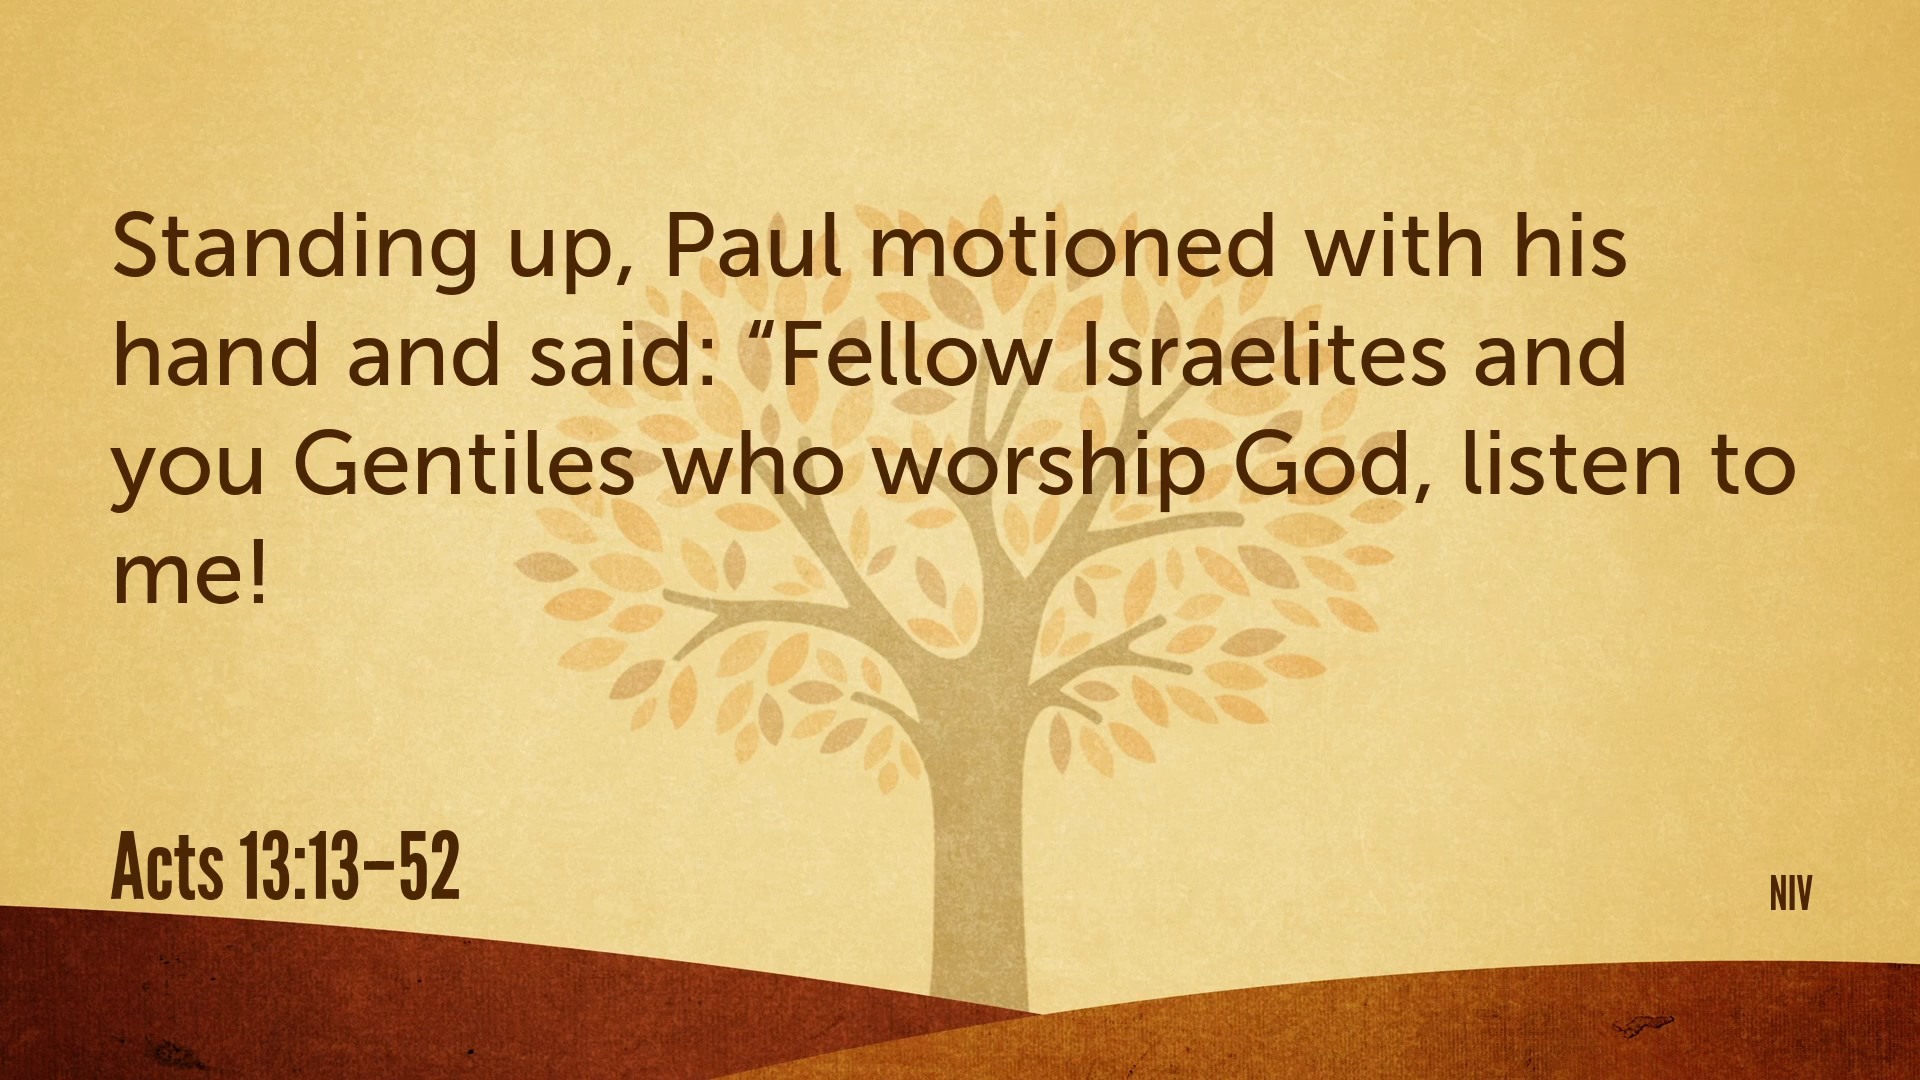 Standing up, Paul motioned with his
hand and said: “Fellow Israelites and
you Gentiles who worship God, listen to
me!
Acts 13:13–52
NIV